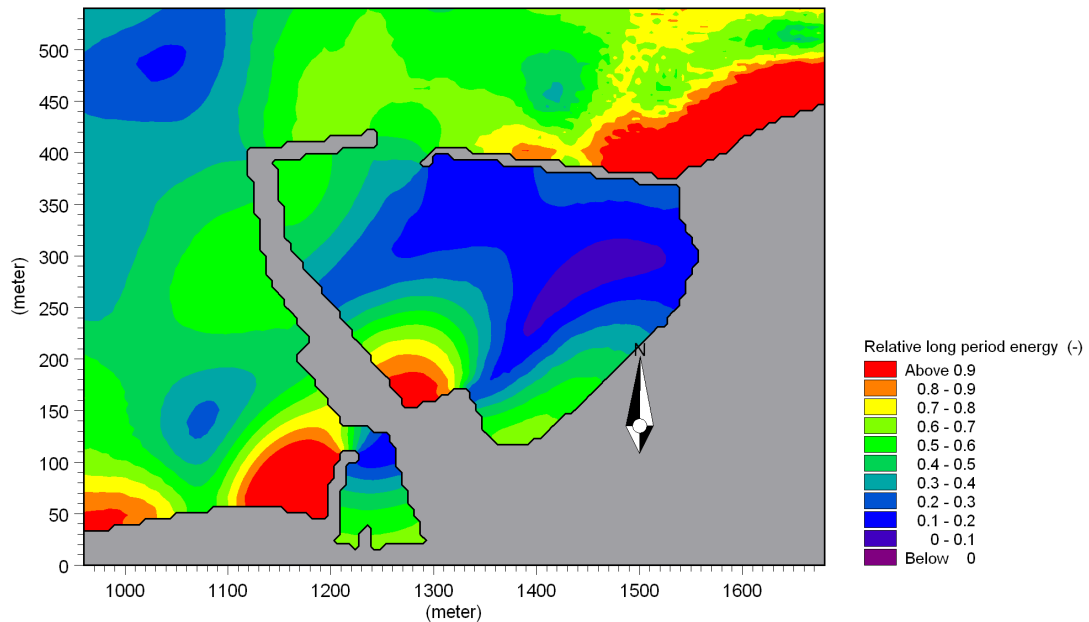 500
450
400
350
300
250
200
150
100
50
0
(meter)
1000 1100 1200 1300 1400 1500 1600
(meter)
N
Relative long period energy (-)
Above 0.9
0.8 - 0.9
0.7 - 0.8
0.6 - 0.7
0.5 - 0.6
0.4 - 0.5
0.3 - 0.4
0.2 - 0.3
0.1 - 0.2
0 - 0.1
Below 0